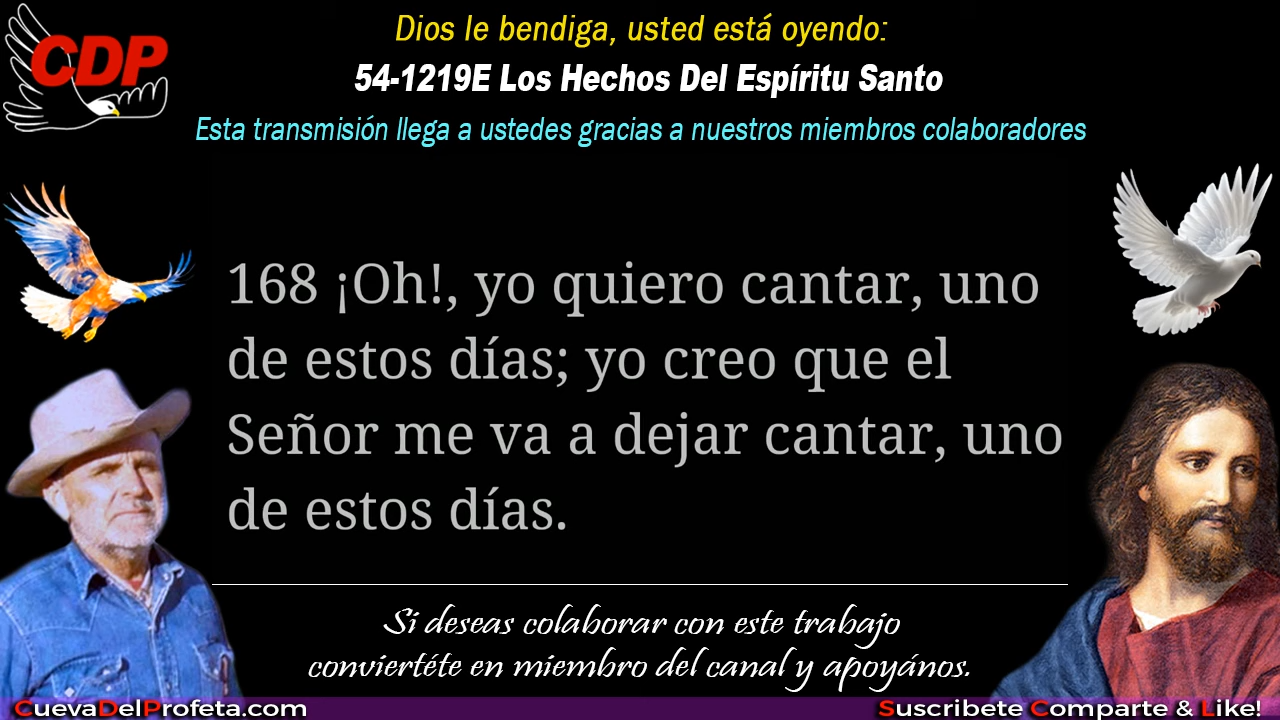 CDP
Dios le bendiga, usted está oyendo:
54-1219E Los Hechos Del Espíritu Santo
Esta transmisión llega a ustedes gracias a nuestros miembros colaboradores
168 ¡Oh!, yo quiero cantar, uno
de estos días; yo creo que el
Señor me va a dejar cantar, uno
de estos días.
Si deseas colaborar con este trabajo
conviertéte en miembro del canal y apoyános.
CuevaDelProfeta.com
Suscribete Comparte & Like!